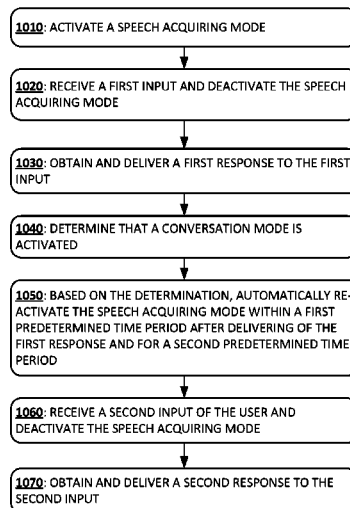 1010: ACTIVATE A SPEECH ACQUIRING MODE
1020: RECEIVE A FIRST INPUT AND DEACTIVATE THE SPEECH
ACQUIRING MODE
1030: OBTAIN AND DELIVER A FIRST RESPONSE TO THE FIRST
INPUT
1040: DETERMINE THAT A CONVERSATION MODE IS
ACTIVATED
1050: BASED ON THE DETERMINATION, AUTOMATICALLY RE-
ACTIVATE THE SPEECH ACQUIRING MODE WITHIN A FIRST
PREDETERMINED TIME PERIOD AFTER DELIVERING OF THE
FIRST RESPONSE AND FOR A SECOND PREDETERMINED TIME
PERIOD
1060: RECEIVE A SECOND INPUT OF THE USER AND
DEACTIVATE THE SPEECH ACQUIRING MODE
1070: OBTAIN AND DELIVER A SECOND RESPONSE TO THE
SECOND INPUT